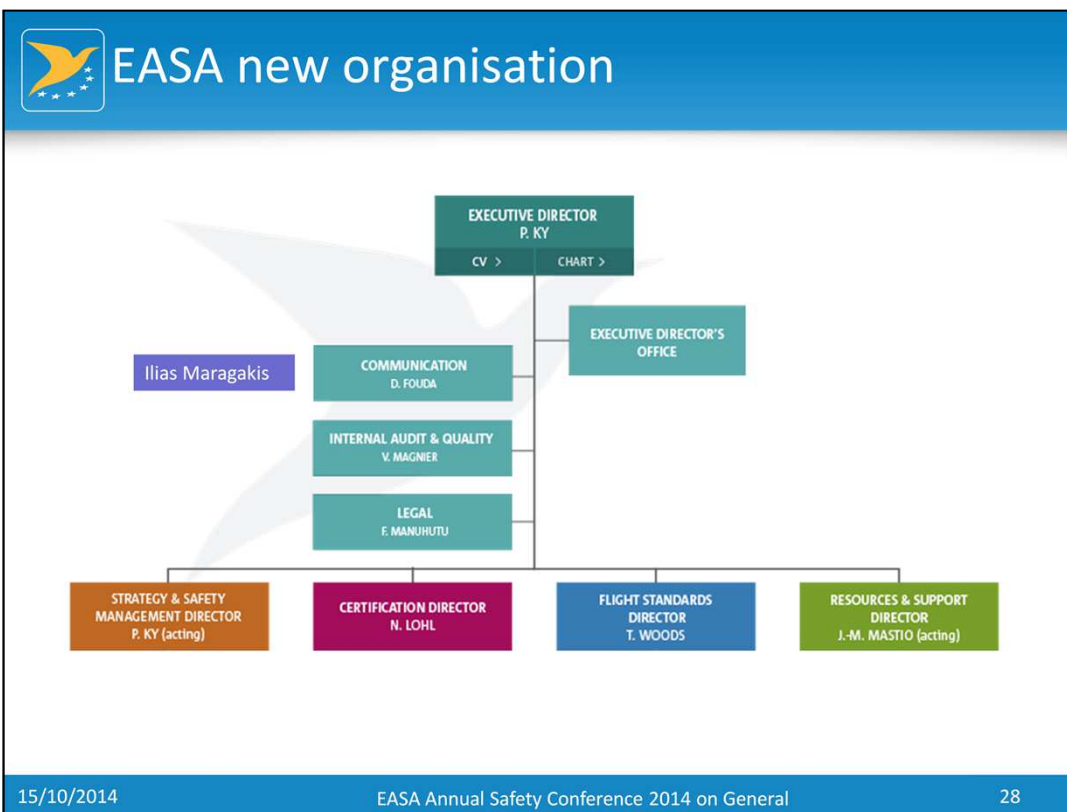 EASA new organisation
EXECUTIVE DIRECTOR
P. KY
CV >
CHART >
EXECUTIVE DIRECTOR'S
OFFICE
Ilias Maragakis
COMMUNICATION
D. FOUDA
INTERNAL AUDIT & QUALITY
V. MAGNIER
LEGAL
F. MANUHUTU
STRATEGY & SAFETY
MANAGEMENT DIRECTOR
P. KY (acting)
CERTIFICATION DIRECTOR
N. LOHL
FLIGHT STANDARDS
DIRECTOR
T. WOODS
RESOURCES & SUPPORT
DIRECTOR
J.-M. MASTIO (acting)
15/10/2014
EASA Annual Safety Conference 2014 on General
28